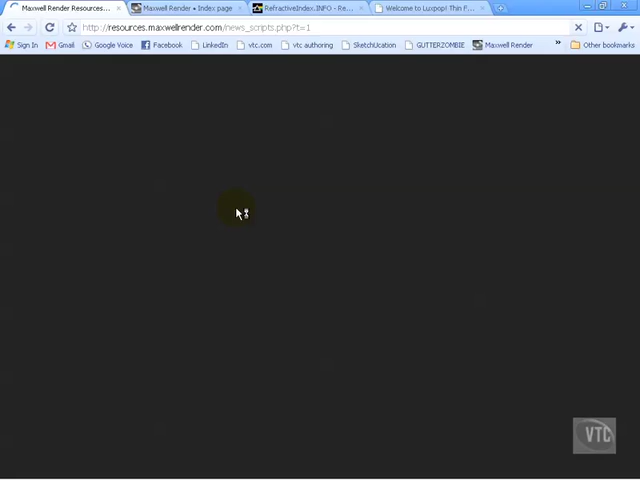 Maxwell Render Resources... Maxwell Render • Index page RefractiveIndex.INFO - Re... Welcome to Luxpop! Thin F...
http://resources.maxwellrender.com/news_scripts.php?t=1
Sign In Gmail Google Voice Facebook LinkedIn vtc.com vtc authoring SketchUcation GUTTERZOMBIE Maxwell Render » Other bookmarks
VTC